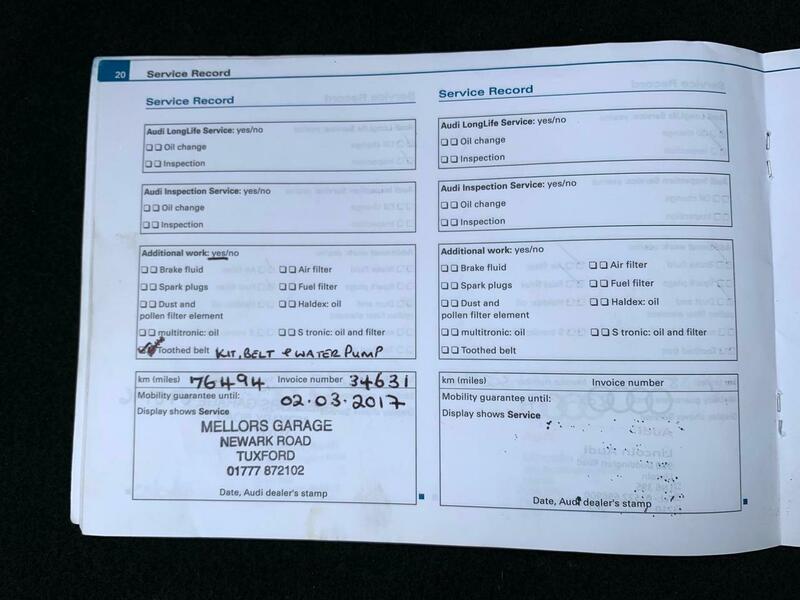 20 Service Record
Service Record
Audi LongLife Service: yes/no
Oil change
Inspection
Audi Inspection Service: yes/no
Oil change
Inspection
Additional work: yes/no
Brake fluid Air filter
Spark plugs Fuel filter
Dust and Haldex: oil
pollen filter element
multitronic: oil S tronic: oil and filter
Toothed belt KIT, BELT & WATER PUMP
km (miles) 76494 Invoice number 34631
Mobility guarantee until: 02.03.2017
Display shows Service
MELLORS GARAGE
NEWARK ROAD
TUXFORD
01777 872102
Date, Audi dealer's stamp
Service Record
Audi LongLife Service: yes/no
Oil change
Inspection
Audi Inspection Service: yes/no
Oil change
Inspection
Additional work: yes/no
Brake fluid Air filter
Spark plugs Fuel filter
Dust and Haldex: oil
pollen filter element
multitronic: oil S tronic: oil and filter
Toothed belt
km (miles) Invoice number
Mobility guarantee until:
Display shows Service
Date, Audi dealer's stamp